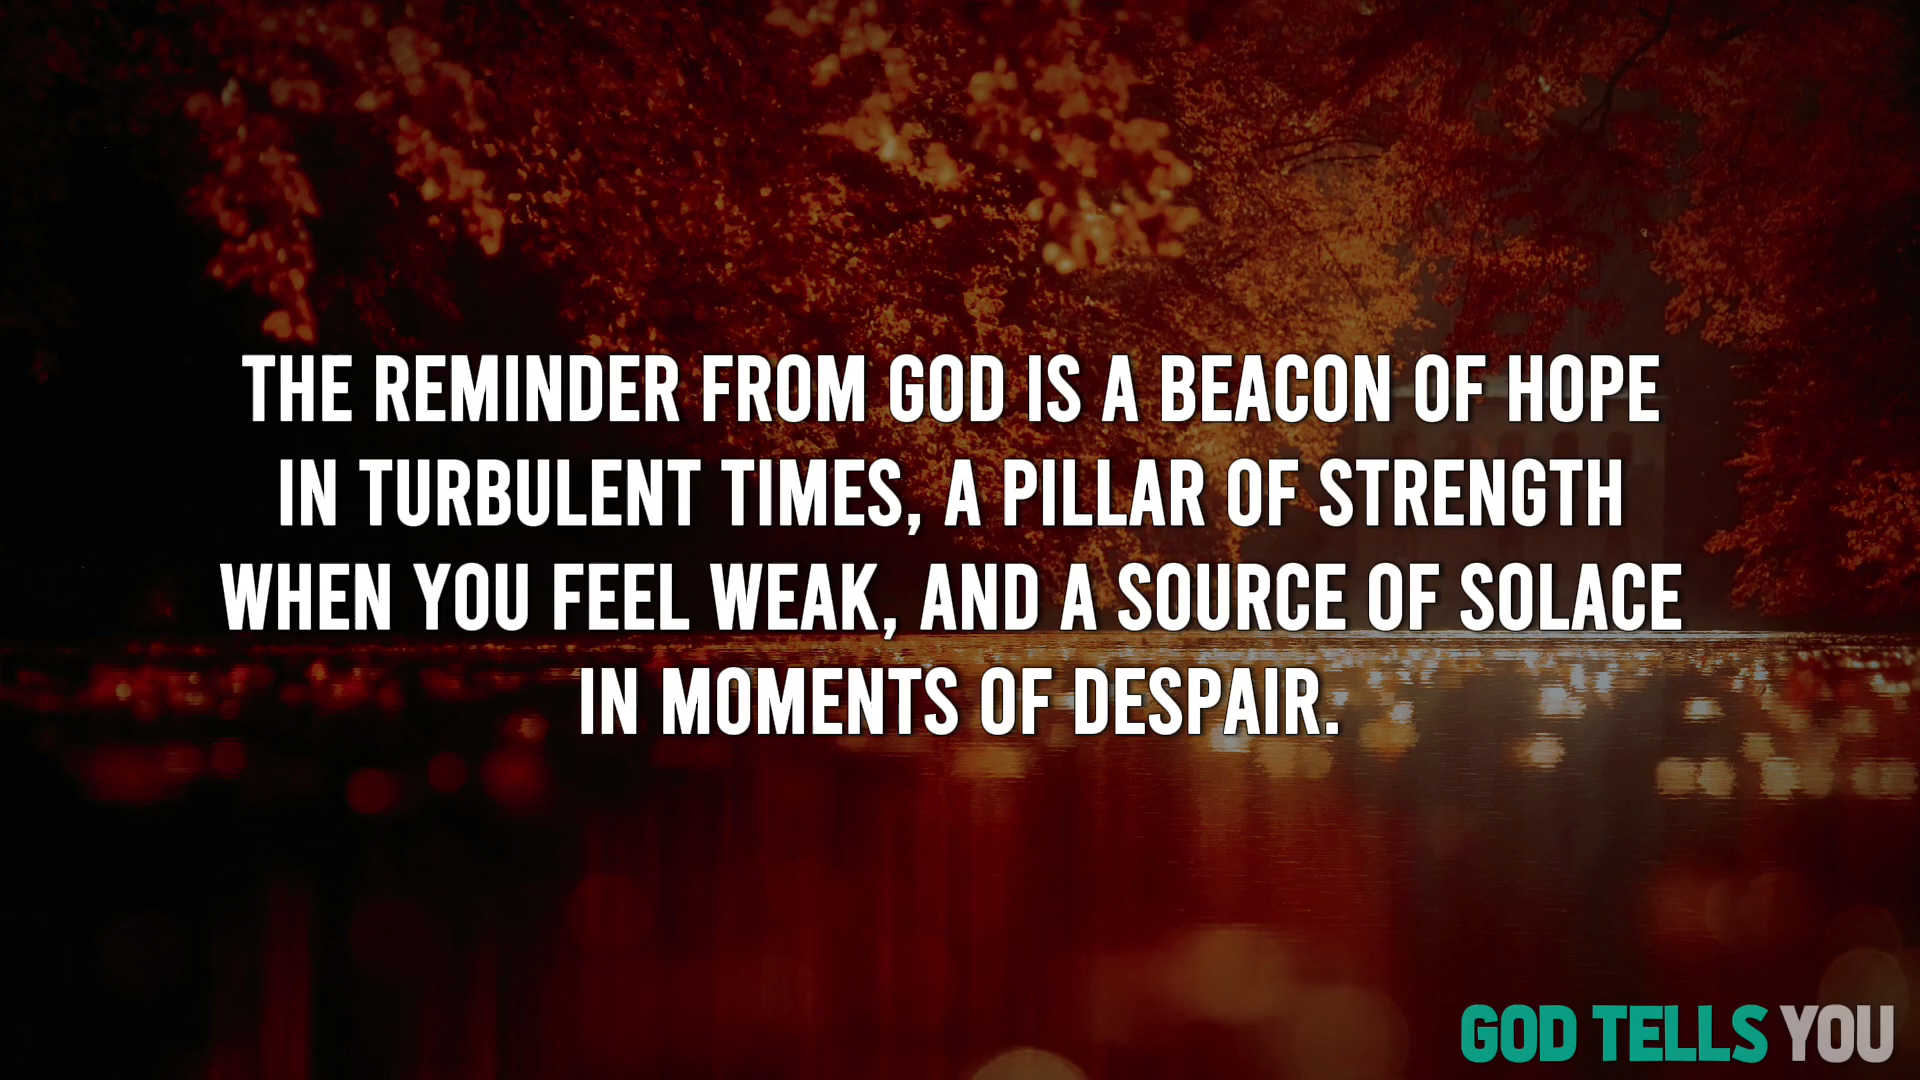 THE REMINDER FROM GOD IS A BEACON OF HOPE
IN TURBULENT TIMES, A PILLAR OF STRENGTH
WHEN YOU FEEL WEAK, AND A SOURCE OF SOLACE
IN MOMENTS OF DESPAIR.
GOD TELLS YOU